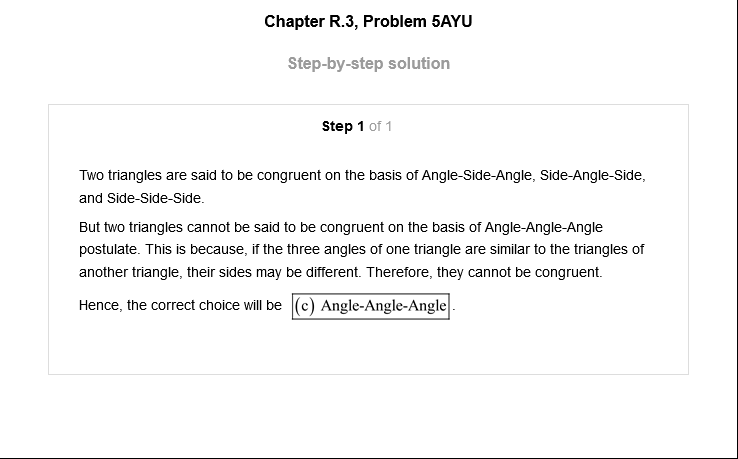 Chapter R.3, Problem 5AYU
Step-by-step solution
Step 1 of 1
Two triangles are said to be congruent on the basis of Angle-Side-Angle, Side-Angle-Side,
and Side-Side-Side.
But two triangles cannot be said to be congruent on the basis of Angle-Angle-Angle
postulate. This is because, if the three angles of one triangle are similar to the triangles of
another triangle, their sides may be different. Therefore, they cannot be congruent.
Hence, the correct choice will be (c) Angle-Angle-Angle.